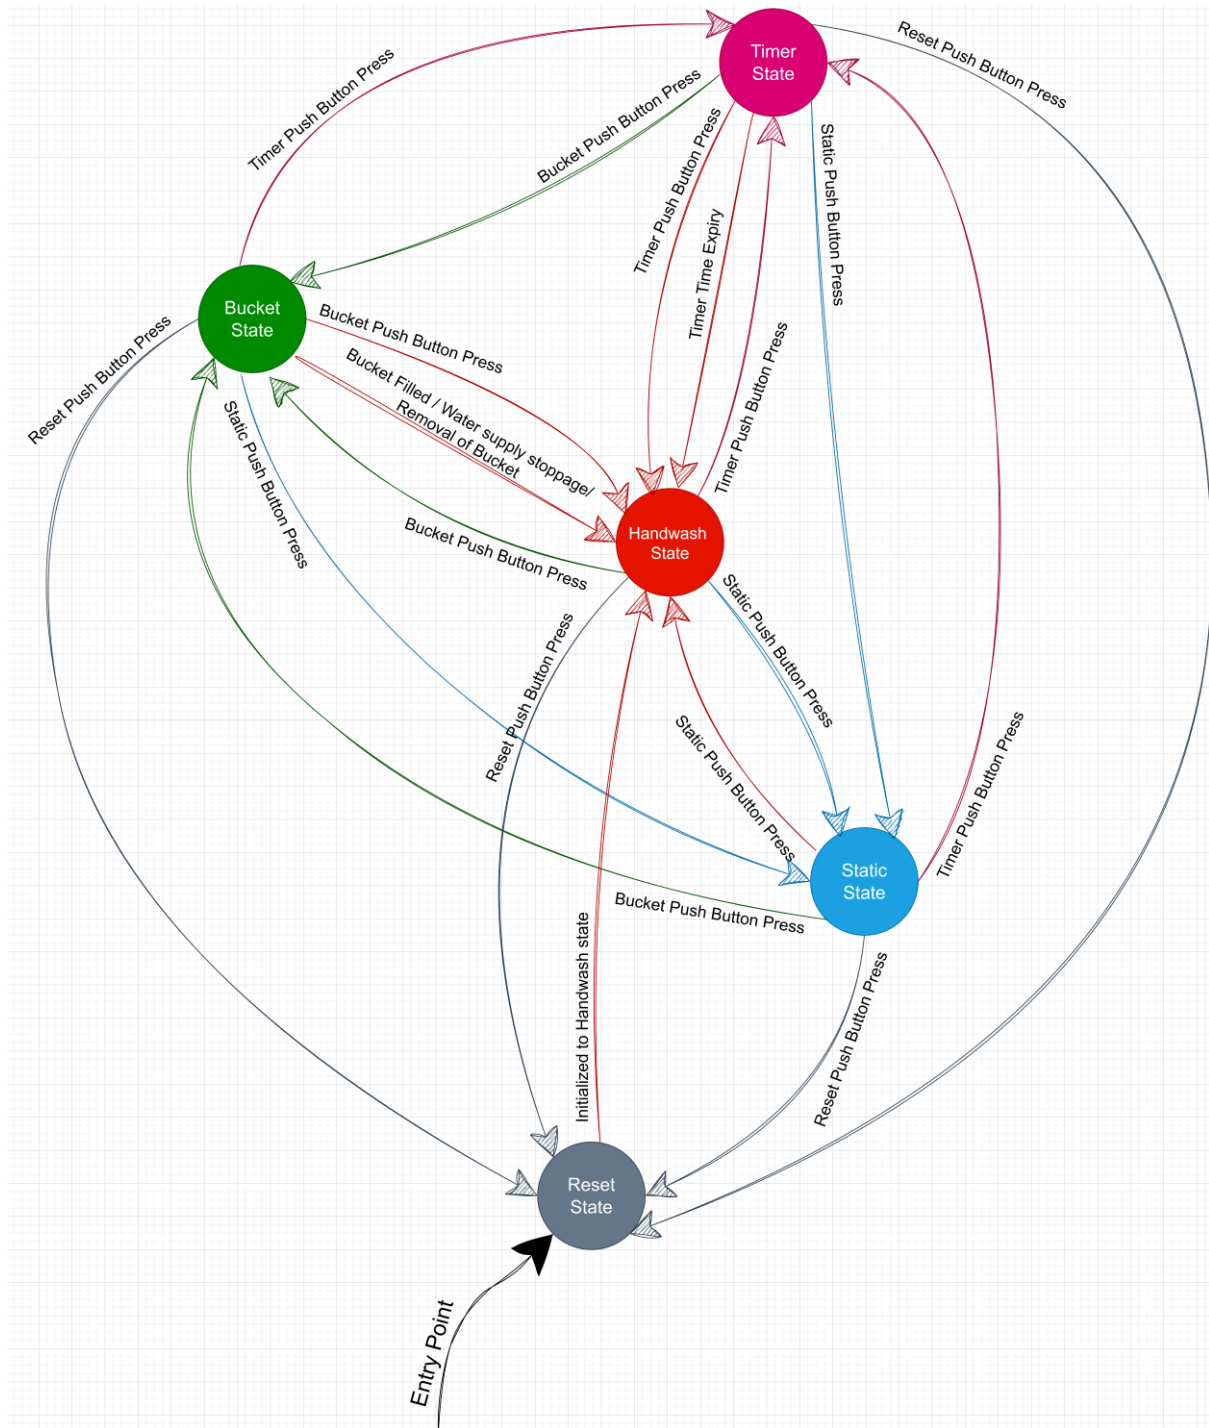 Timer
State
Reset Push Button Press
Timer Push Button Press
Bucket Push Button Press
Timer Push Button Press
Static Push Button Press
Timer Time Expiry
Bucket
State
Bucket Push Button Press
Reset Push Button Press
Bucket Filled / Water supply stoppage/
Removal of Bucket
Timer Push Button Press
Static Push Button Press
Handwash
State
Bucket Push Button Press
Static Push Button Press
Reset Push Button Press
Static Push Button Press
Timer Push Button Press
Static
State
Bucket Push Button Press
Initialized to Handwash state
Reset Push Button Press
Reset
State
Entry Point